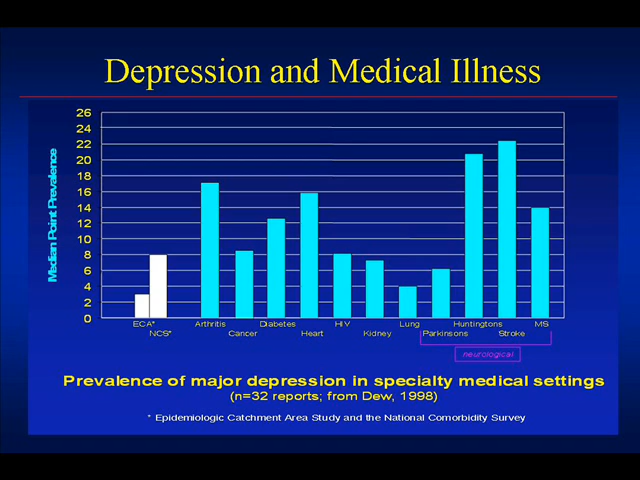 Depression and Medical Illness
Median Point Prevalence
26
24
22
20
18
16
14
12
10
8
6
4
2
0
ECA* Arthritis Diabetes HIV Lung Huntingtons MS
NCS* Cancer Heart Kidney Parkinsons Stroke
neurological
Prevalence of major depression in specialty medical settings
(n=32 reports; from Dew, 1998)
* Epidemiologic Catchment Area Study and the National Comorbidity Survey